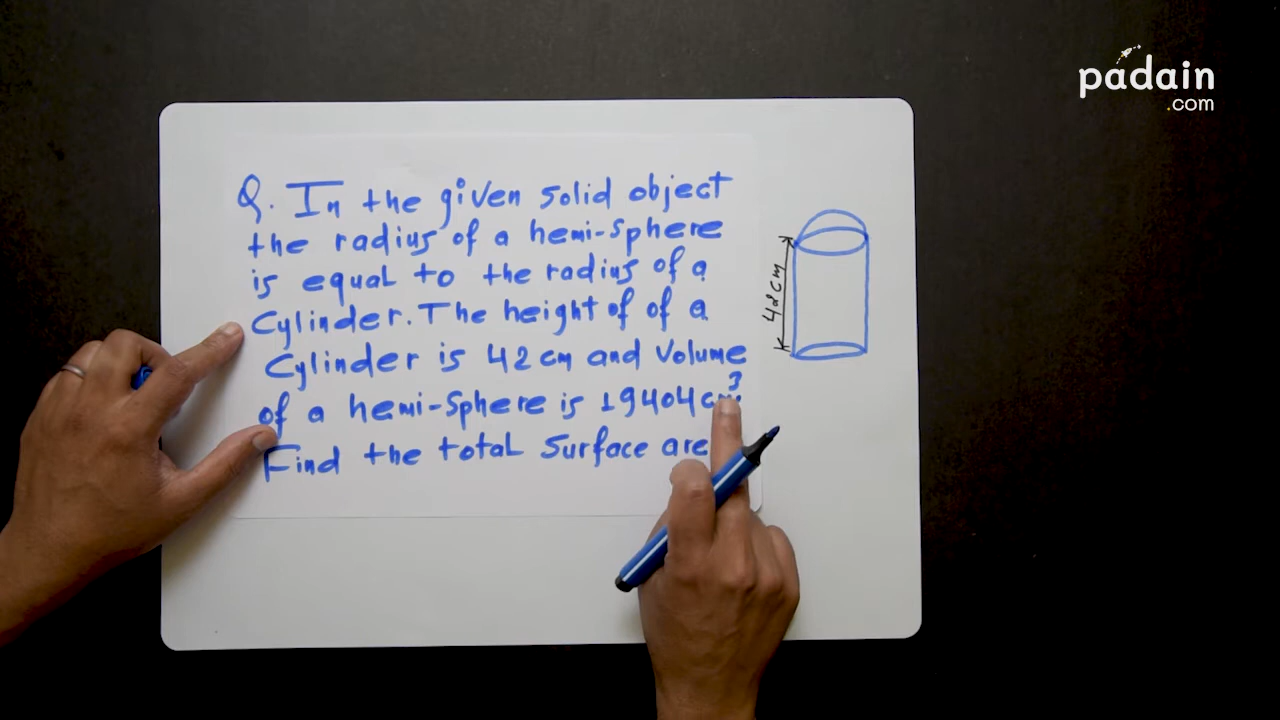 Q. In the given solid object
the radius of a hemi-sphere
is equal to the radius of a
Cylinder. The height of of a
Cylinder is 42 cm and volume
of a hemi-sphere is 19404 cm³
Find the total surface are
42cm
padain
.com